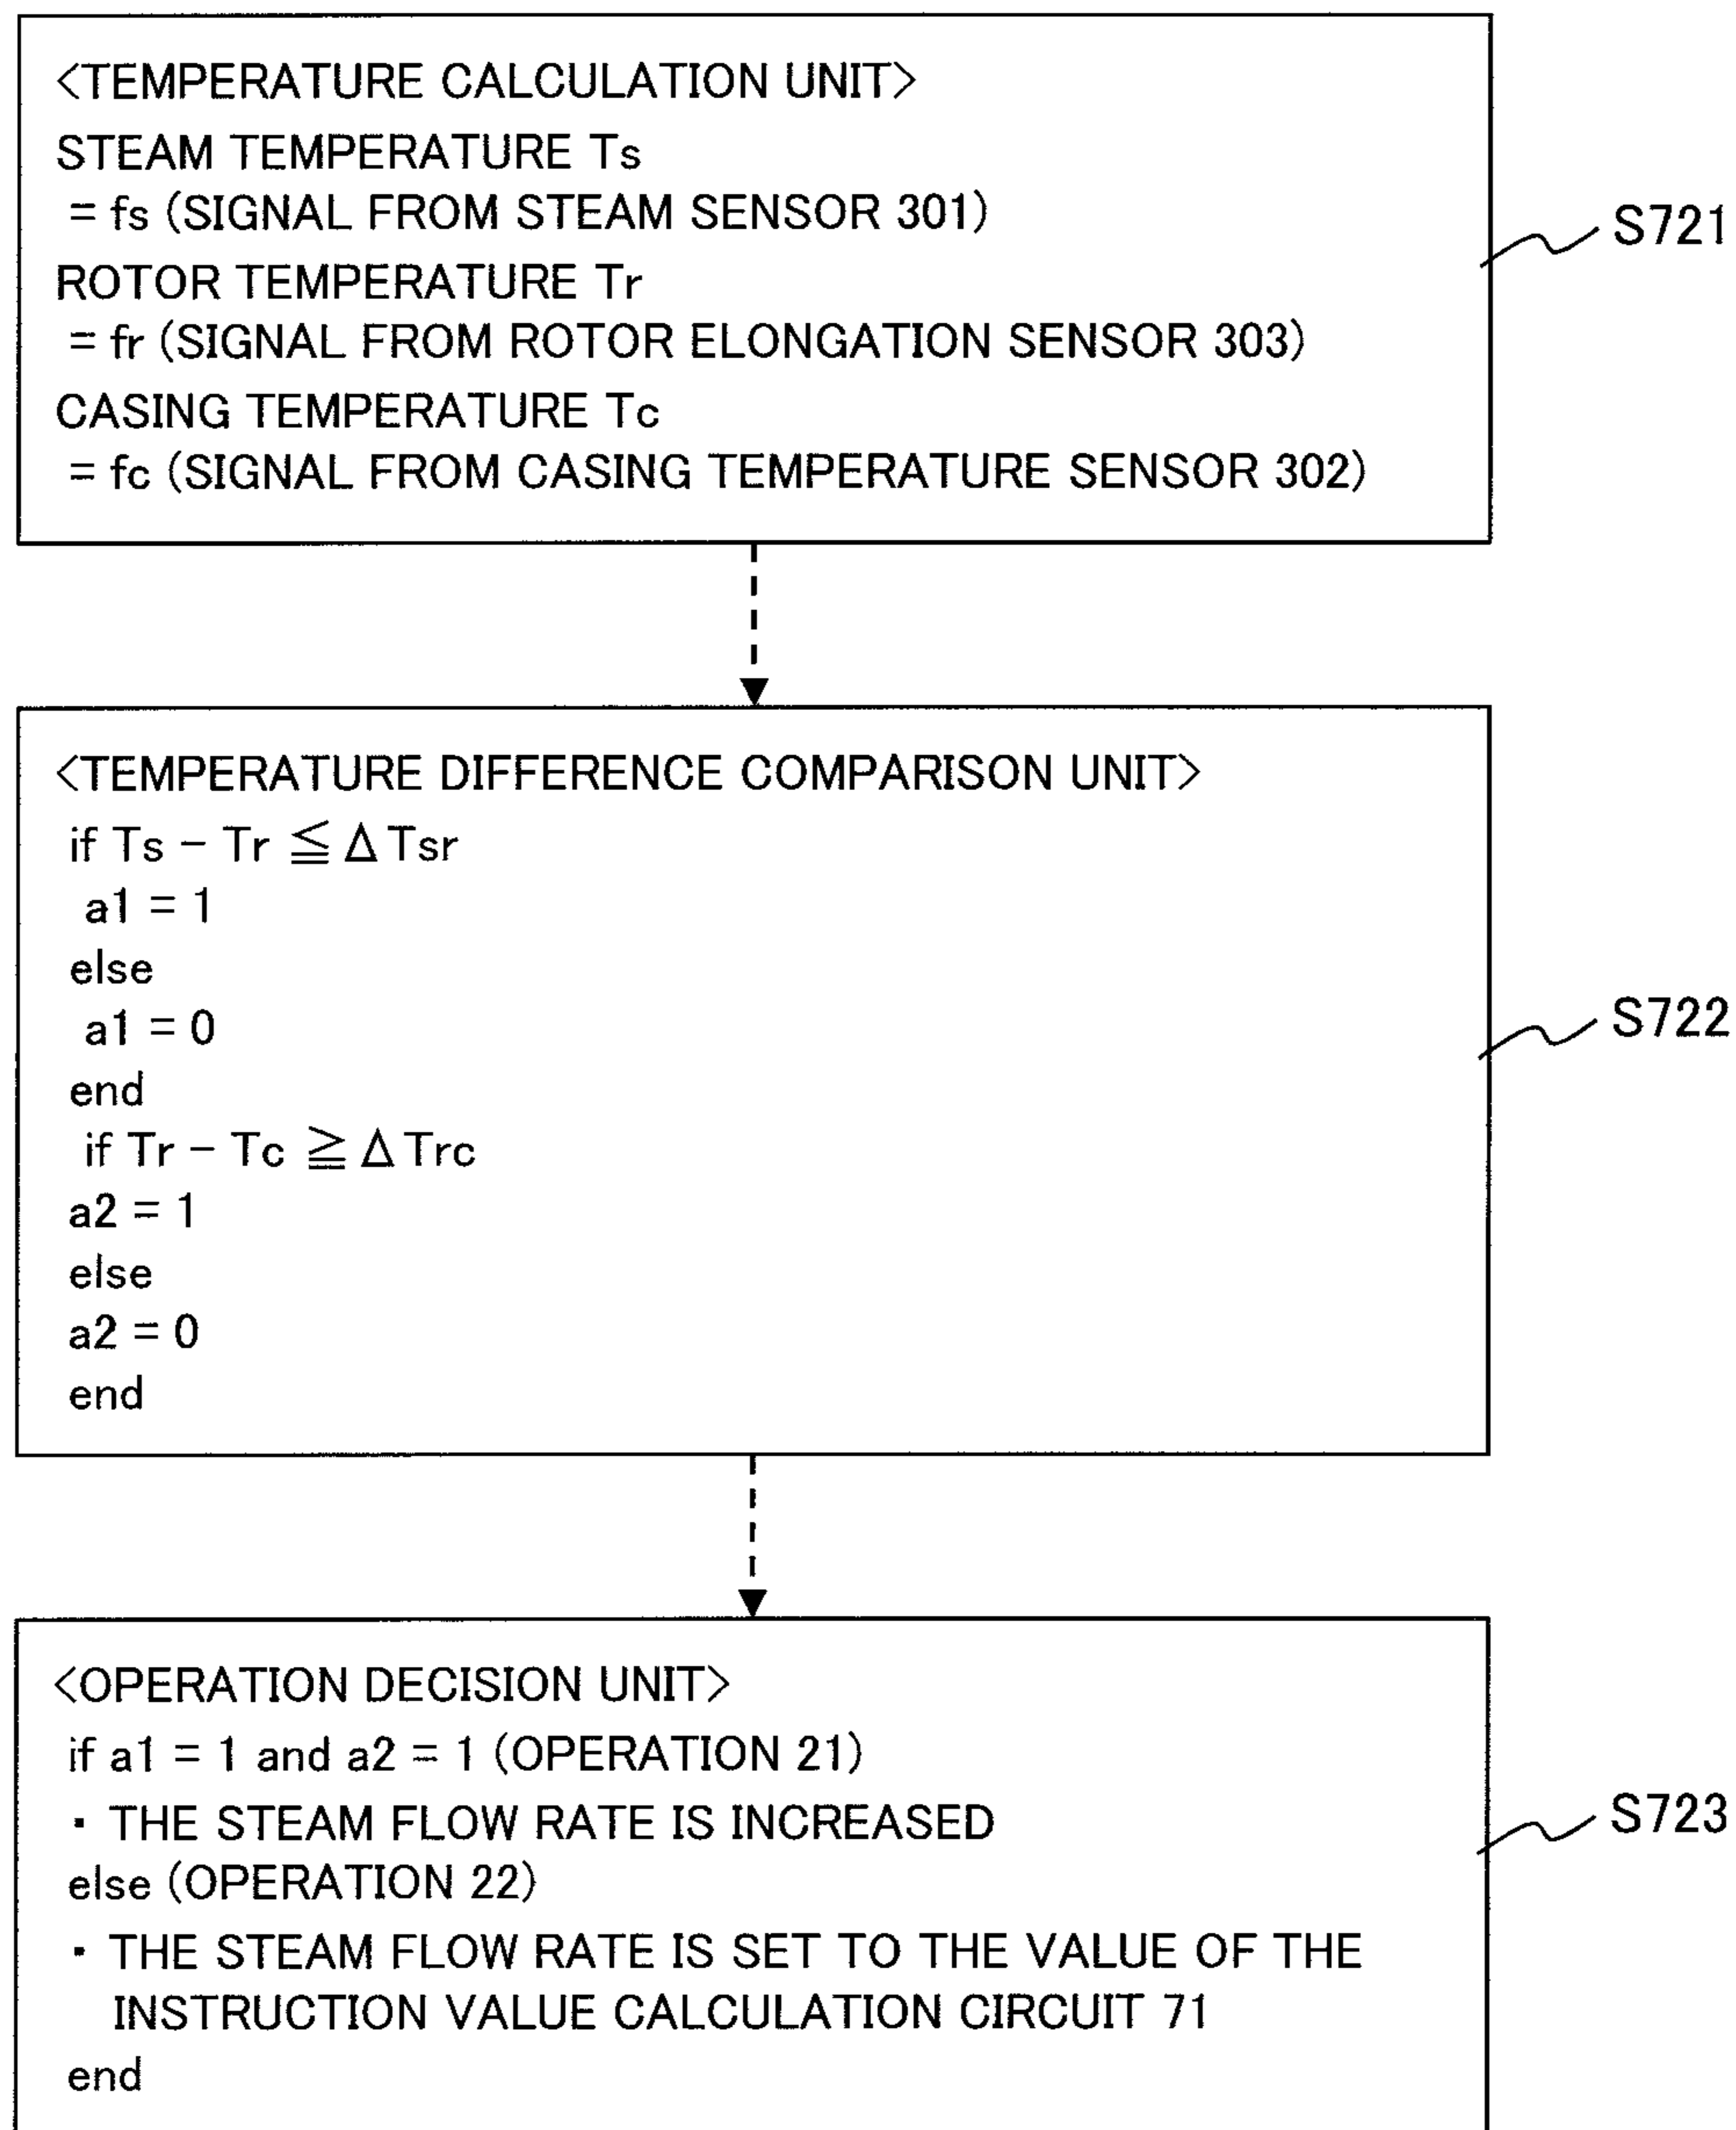 <TEMPERATURE CALCULATION UNIT>
STEAM TEMPERATURE Ts
= fs (SIGNAL FROM STEAM SENSOR 301)
ROTOR TEMPERATURE Tr
= fr (SIGNAL FROM ROTOR ELONGATION SENSOR 303)
CASING TEMPERATURE Tc
= fc (SIGNAL FROM CASING TEMPERATURE SENSOR 302)
S721
<TEMPERATURE DIFFERENCE COMPARISON UNIT>
if Ts - Tr ≦ ΔTsr
a1 = 1
else
a1 = 0
end
if Tr - Tc ≧ ΔTrc
a2 = 1
else
a2 = 0
end
S722
<OPERATION DECISION UNIT>
if a1 = 1 and a2 = 1 (OPERATION 21)
・ THE STEAM FLOW RATE IS INCREASED
else (OPERATION 22)
・ THE STEAM FLOW RATE IS SET TO THE VALUE OF THE
INSTRUCTION VALUE CALCULATION CIRCUIT 71
end
S723